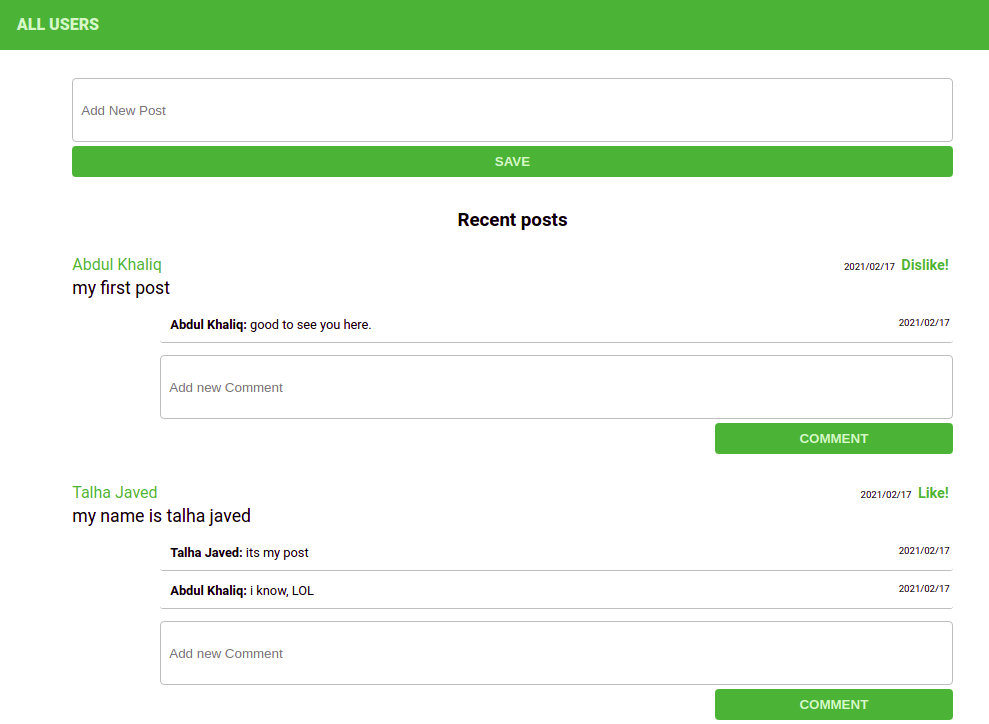 ALL USERS
Add New Post
SAVE
Recent posts
Abdul Khaliq 2021/02/17 Dislike!
my first post
Abdul Khaliq: good to see you here. 2021/02/17
Add new Comment
COMMENT
Talha Javed 2021/02/17 Like!
my name is talha javed
Talha Javed: its my post 2021/02/17
Abdul Khaliq: i know, LOL 2021/02/17
Add new Comment
COMMENT